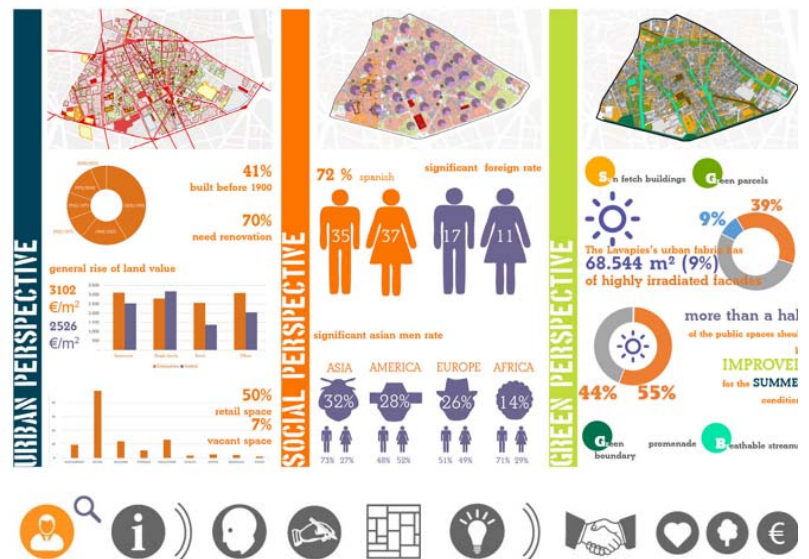 URBAN PERSPECTIVE
41%
built before 1900
70%
need renovation
general rise of land value
3102
€/m²
2526
€/m²
50%
retail space
7%
vacant space
SOCIAL PERSPECTIVE
72 % spanish
significant foreign rate
35
37
17
11
significant asian men rate
ASIA AMERICA EUROPE AFRICA
32% 28% 26% 14%
73% 27% 48% 52% 51% 49% 71% 29%
GREEN PERSPECTIVE
fetch buildings
Green parcels
39%
9%
The Lavapies's urban fabric has
68.544 m² (9%)
of highly irradiated facades
more than a hal
of the public spaces shoul
IMPROVED
for the SUMME
condition
44% 55%
Green promenade
boundary
Breathable streams
i
€